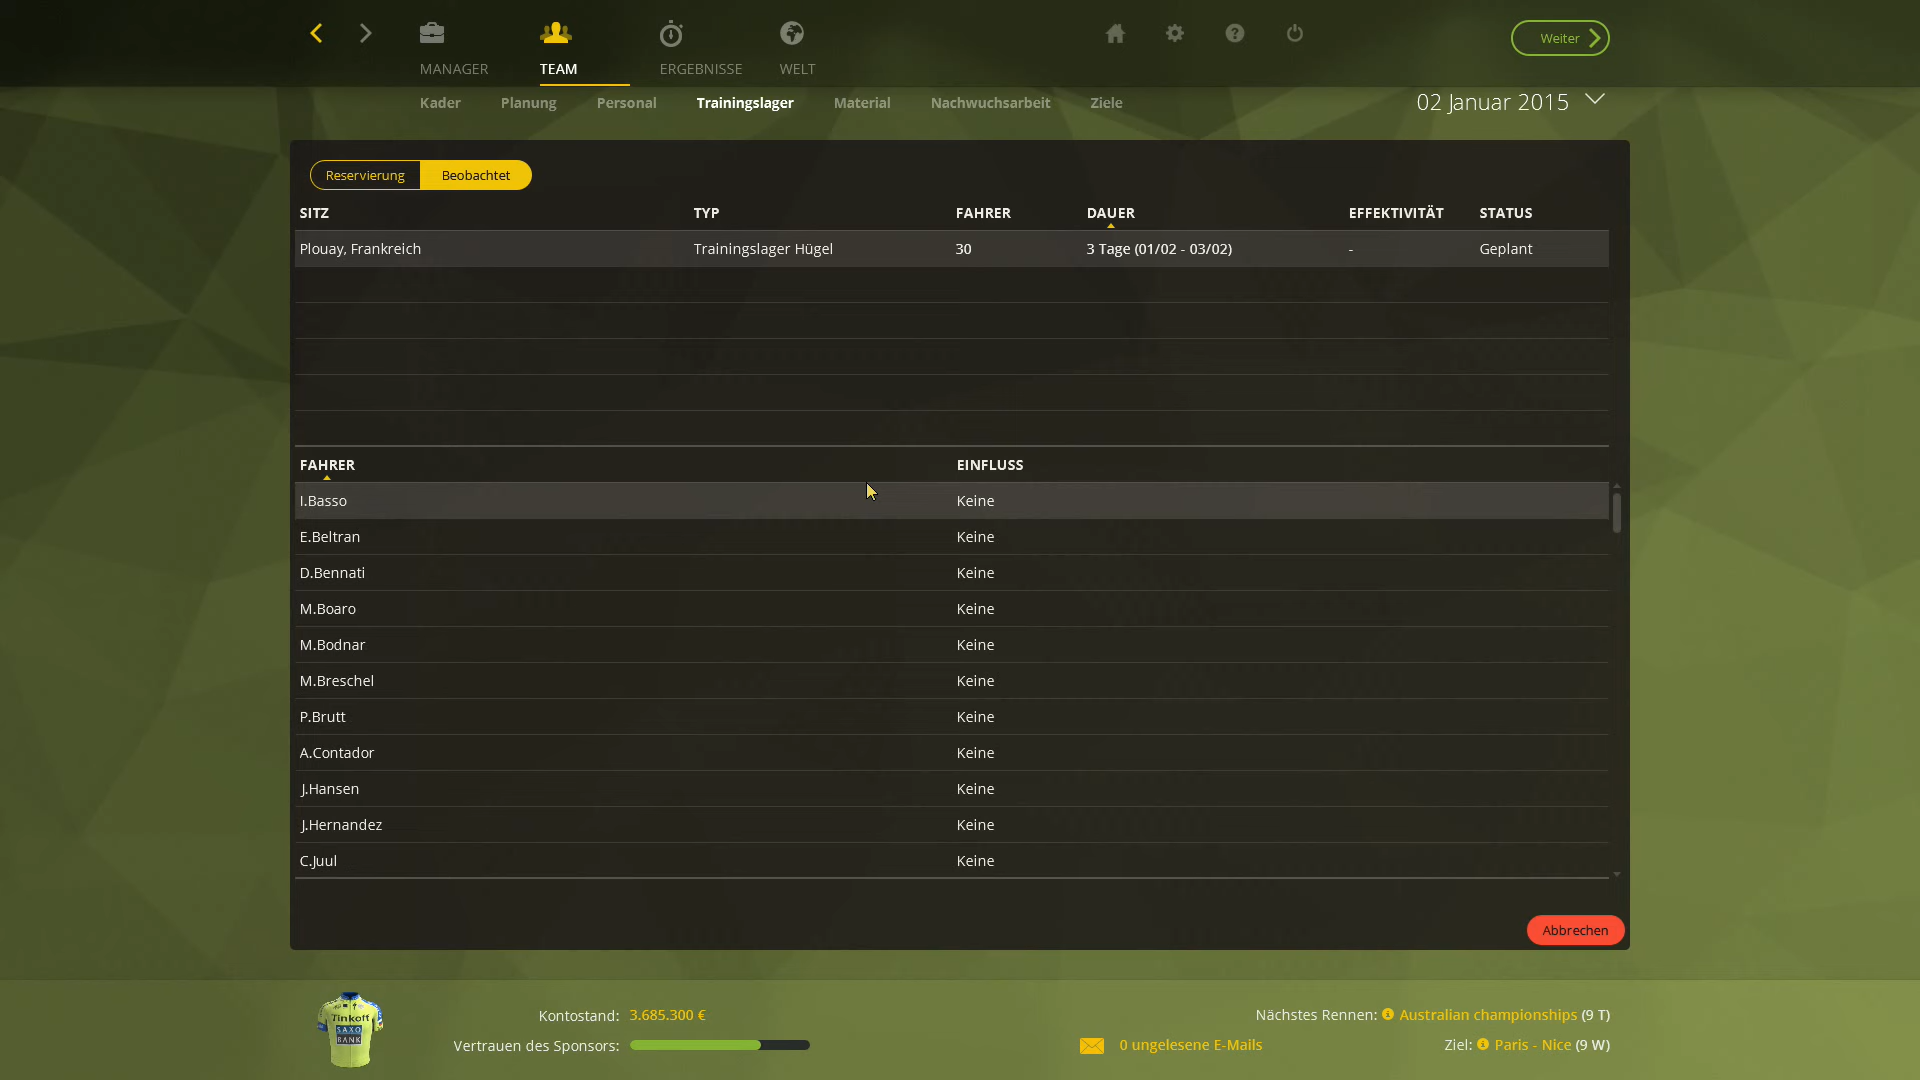 MANAGER TEAM ERGEBNISSE WELT Weiter
Kader Planung Personal Trainingslager Material Nachwuchsarbeit Ziele 02 Januar 2015
Reservierung Beobachtet
SITZ TYP FAHRER DAUER EFFEKTIVITÄT STATUS
Plouay, Frankreich Trainingslager Hügel 30 3 Tage (01/02 - 03/02) - Geplant
FAHRER EINFLUSS
I.Basso Keine
E.Beltran Keine
D.Bennati Keine
M.Boaro Keine
M.Bodnar Keine
M.Breschel Keine
P.Brutt Keine
A.Contador Keine
J.Hansen Keine
J.Hernandez Keine
C.Juul Keine
Abbrechen
Tinkoff
SAXO
BANK
Kontostand: 3.685.300 € Nächstes Rennen: Australian championships (9 T)
Vertrauen des Sponsors: 0 ungelesene E-Mails Ziel: Paris - Nice (9 W)